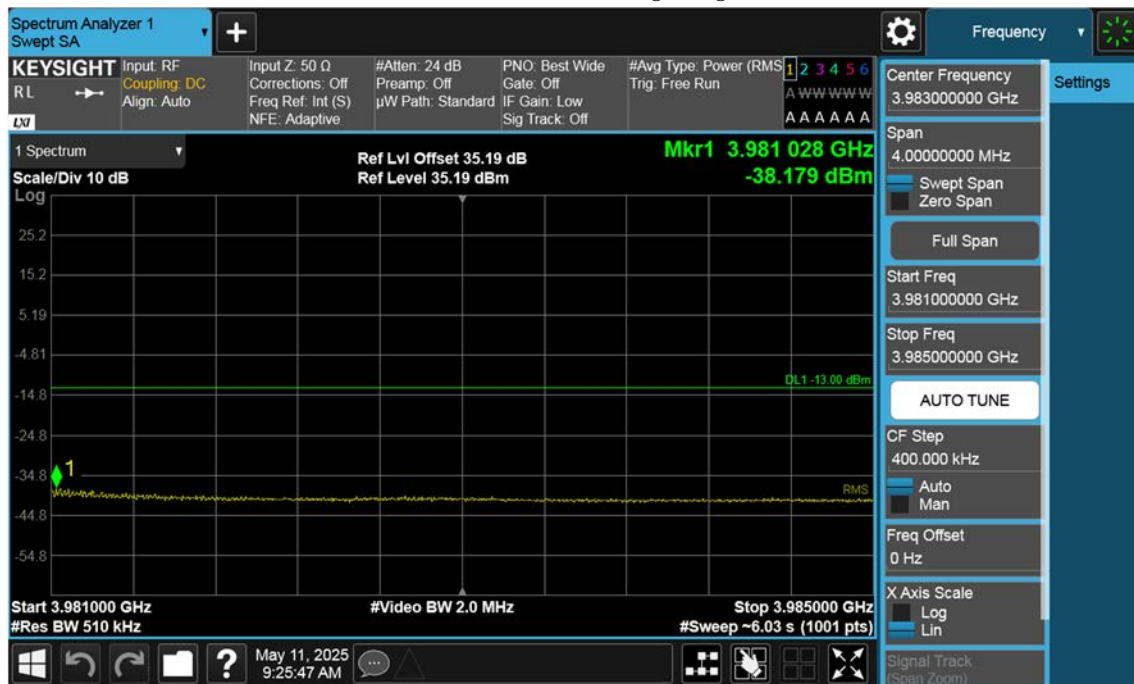 Spectrum Analyzer 1
Swept SA
Frequency
KEYSIGHT
RL
LXI
Input: RF
Coupling: DC
Align: Auto
Input Z: 50 Ω
Corrections: Off
Freq Ref: Int (S)
NFE: Adaptive
#Atten: 24 dB
Preamp: Off
µW Path: Standard
PNO: Best Wide
Gate: Off
IF Gain: Low
Sig Track: Off
#Avg Type: Power (RMS
Trig: Free Run
1 2 3 4 5 6
A W W W W W
A A A A A A
1 Spectrum
Scale/Div 10 dB
Log
Ref Lvl Offset 35.19 dB
Ref Level 35.19 dBm
Mkr1 3.981 028 GHz
-38.179 dBm
25.2
15.2
5.19
-4.81
DL1 -13.00 dBm
-14.8
-24.8
1
-34.8
RMS
-44.8
-54.8
Start 3.981000 GHz
#Res BW 510 kHz
#Video BW 2.0 MHz
Stop 3.985000 GHz
#Sweep ~6.03 s (1001 pts)
?
May 11, 2025
9:25:47 AM
Center Frequency
3.983000000 GHz
Span
4.00000000 MHz
Swept Span
Zero Span
Full Span
Start Freq
3.981000000 GHz
Stop Freq
3.985000000 GHz
AUTO TUNE
CF Step
400.000 kHz
Auto
Man
Freq Offset
0 Hz
X Axis Scale
Log
Lin
Signal Track
(Span Zoom)
Settings